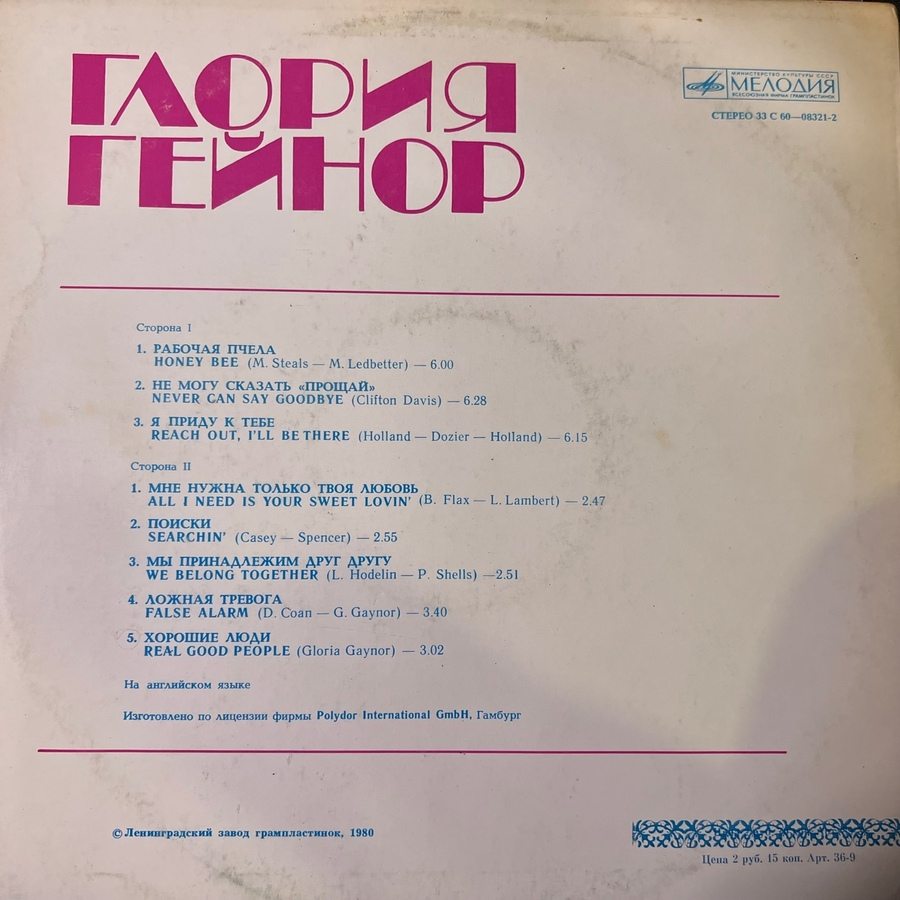 ГЛОРИЯ
ГЕЙНОР
МИНИСТЕРСТВО КУЛЬТУРЫ СССР
МЕЛОДИЯ
ВСЕСОЮЗНАЯ ФИРМА ГРАМПЛАСТИНОК
СТЕРЕО 33 С 60—08321-2
Сторона I
1. РАБОЧАЯ ПЧЕЛА
HONEY BEE (M. Steals — M. Ledbetter) — 6.00
2. НЕ МОГУ СКАЗАТЬ «ПРОЩАЙ»
NEVER CAN SAY GOODBYE (Clifton Davis) — 6.28
3. Я ПРИДУ К ТЕБЕ
REACH OUT, I'LL BE THERE (Holland — Dozier — Holland) — 6.15
Сторона II
1. МНЕ НУЖНА ТОЛЬКО ТВОЯ ЛЮБОВЬ
ALL I NEED IS YOUR SWEET LOVIN' (B. Flax — L. Lambert) — 2.47
2. ПОИСКИ
SEARCHIN' (Casey — Spencer) — 2.55
3. МЫ ПРИНАДЛЕЖИМ ДРУГ ДРУГУ
WE BELONG TOGETHER (L. Hodelin — P. Shells) —2.51
4. ЛОЖНАЯ ТРЕВОГА
FALSE ALARM (D. Coan — G. Gaynor) — 3.40
5. ХОРОШИЕ ЛЮДИ
REAL GOOD PEOPLE (Gloria Gaynor) — 3.02
На английском языке
Изготовлено по лицензии фирмы Polydor International GmbH, Гамбург
© Ленинградский завод грампластинок, 1980
Цена 2 руб. 15 коп. Арт. 36-9